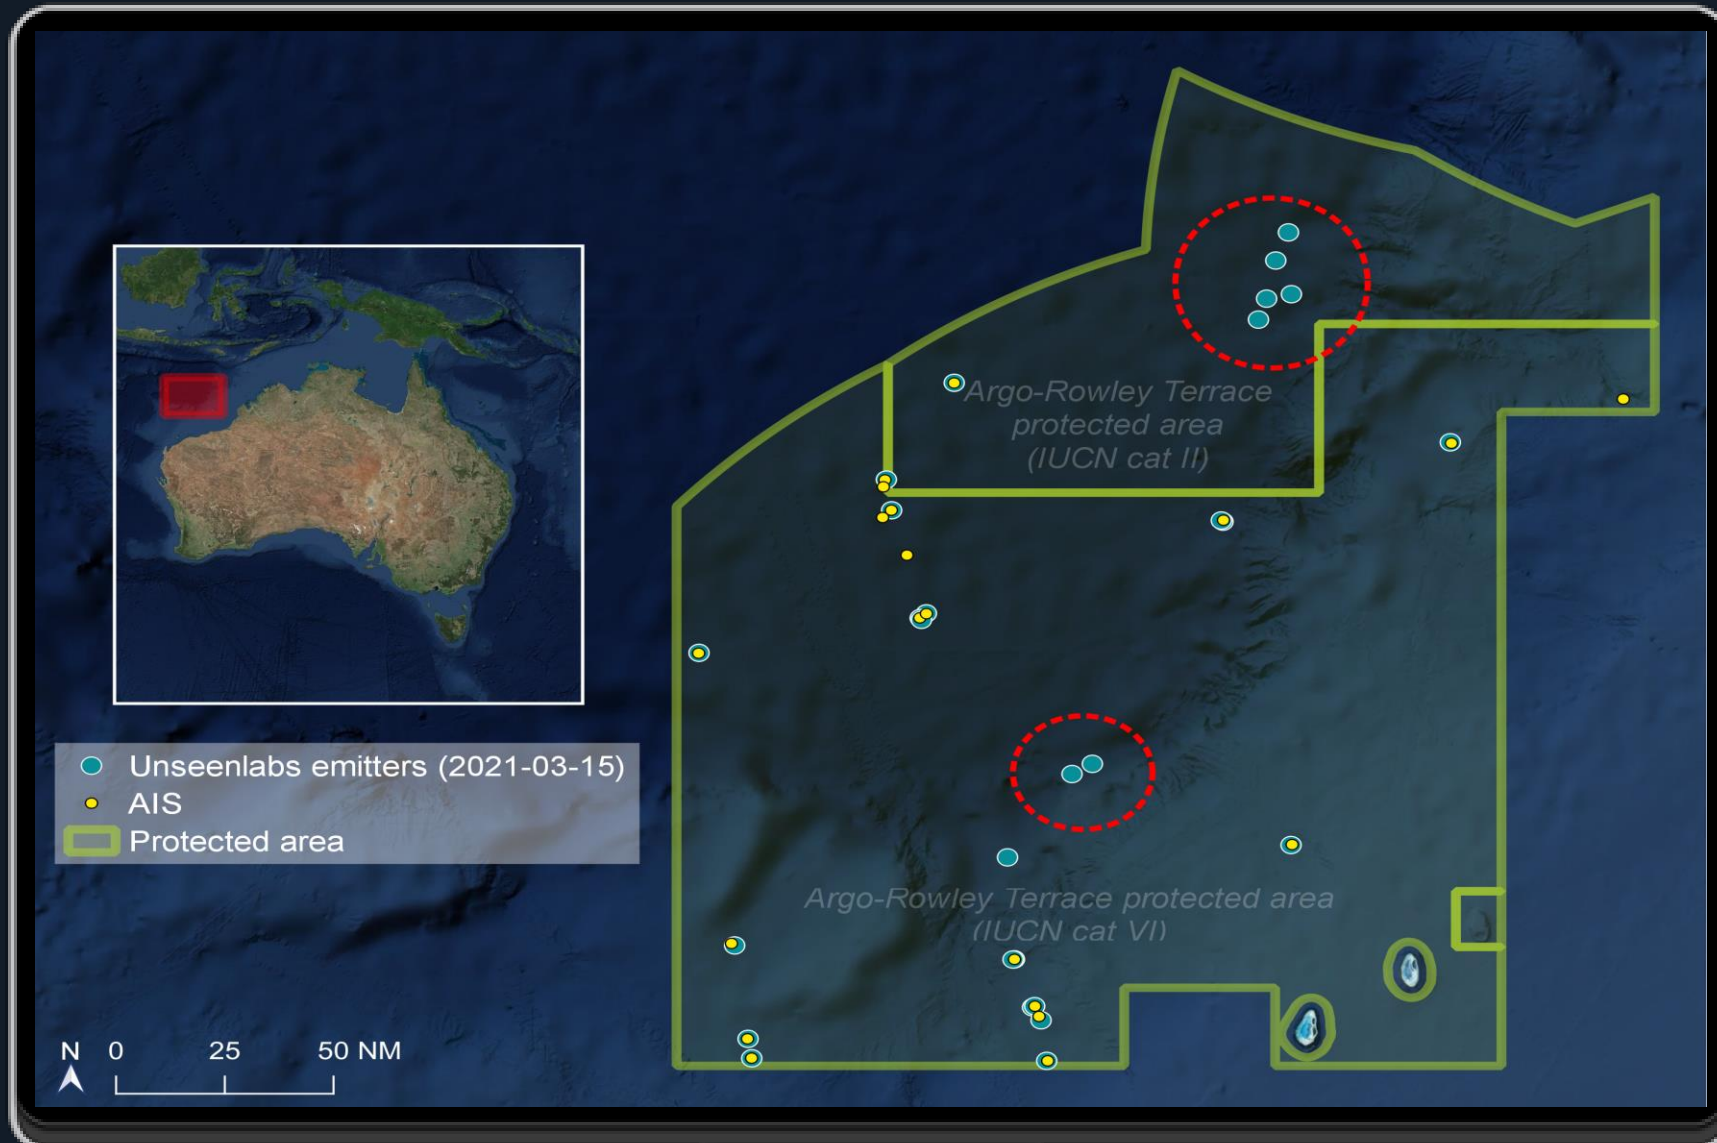 Argo-Rowley Terrace
protected area
(IUCN cat II)
Unseenlabs emitters (2021-03-15)
AIS
Protected area
Argo-Rowley Terrace protected area
(IUCN cat VI)
N 0 25 50 NM